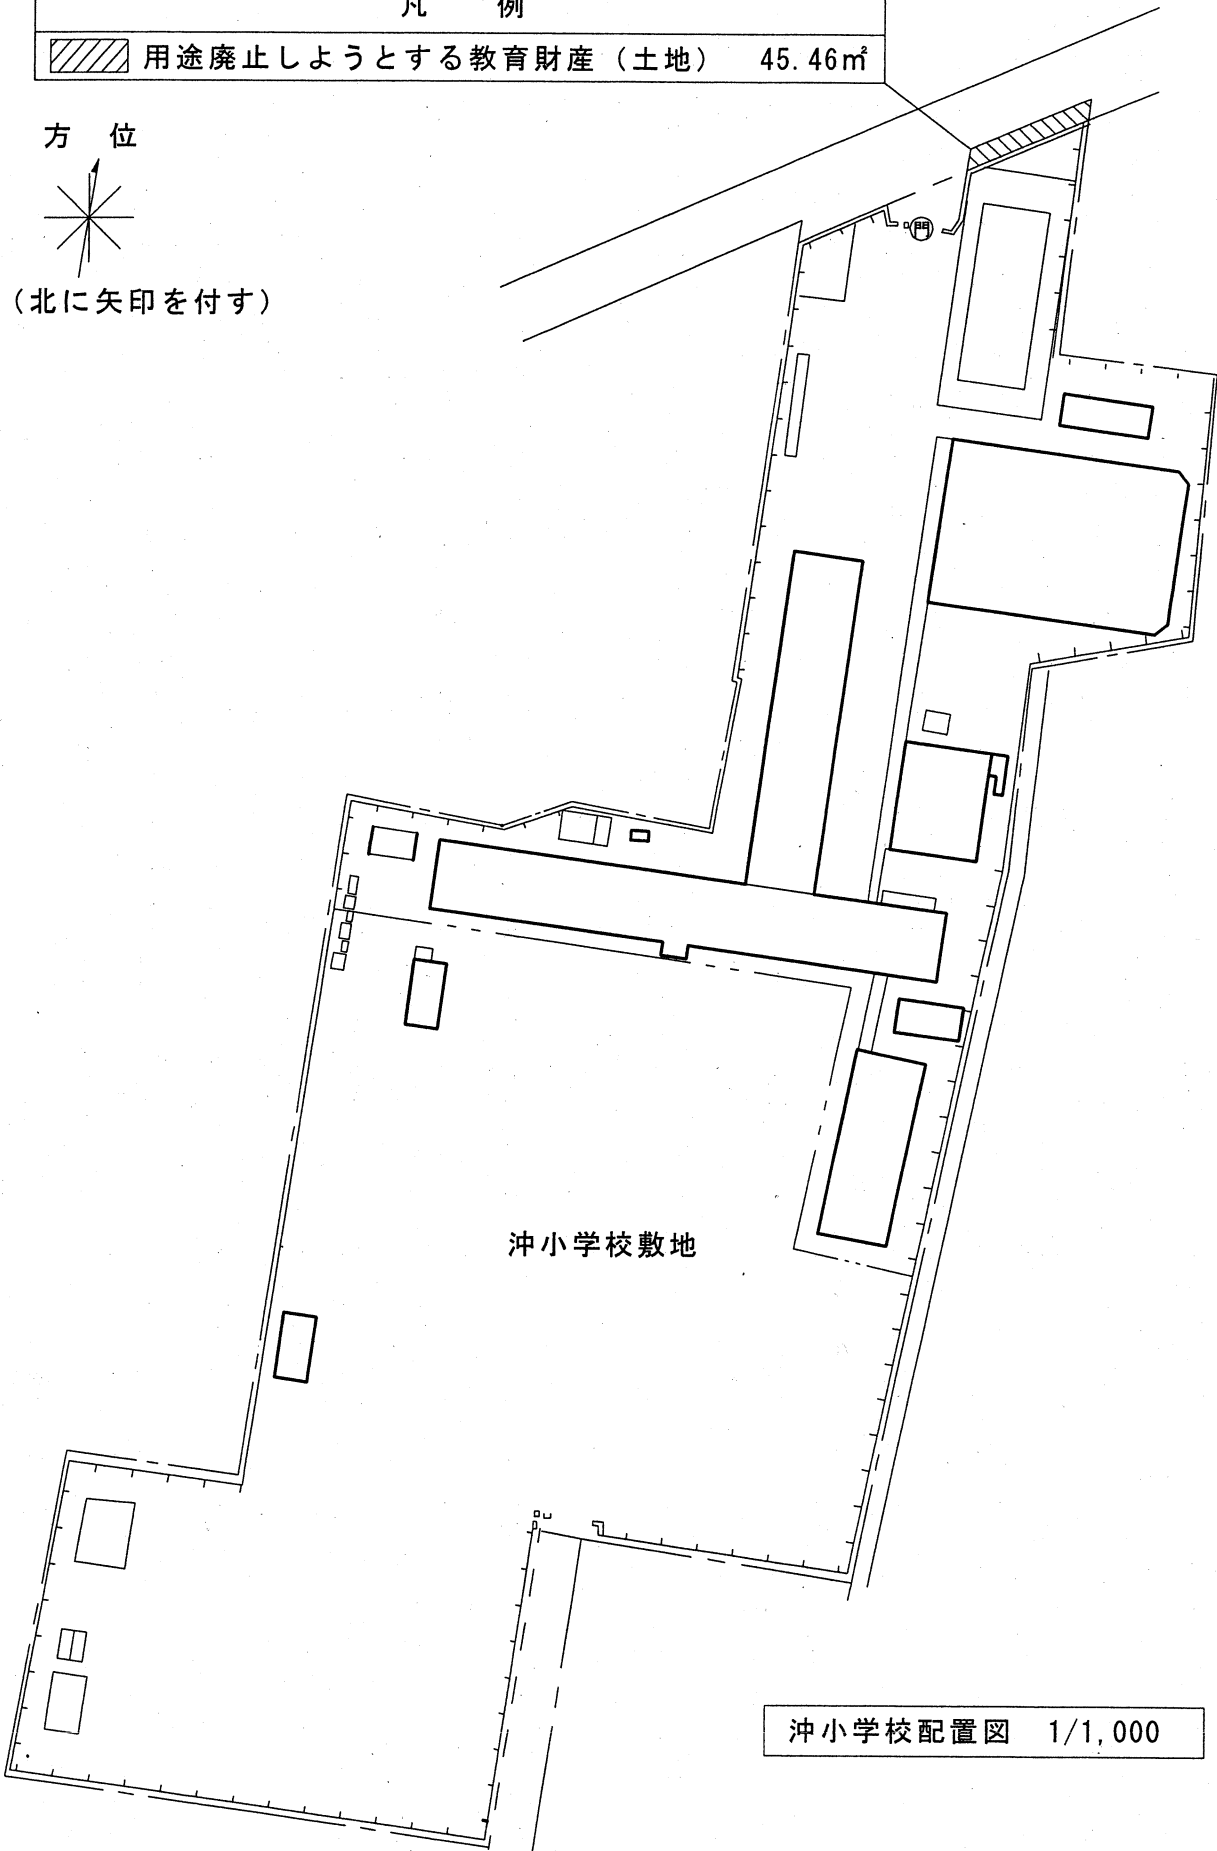 凡 例
用途廃止しようとする教育財産（土地） 45.46㎡
方 位
（北に矢印を付す）
門
沖小学校敷地
沖小学校配置図 1/1,000